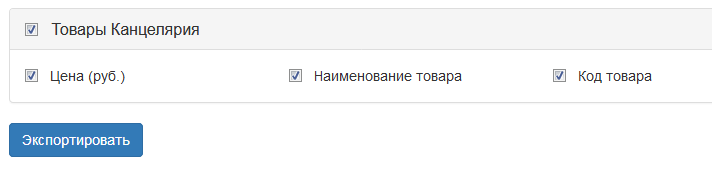 Товары Канцелярия
Цена (руб.) Наименование товара Код товара
Экспортировать